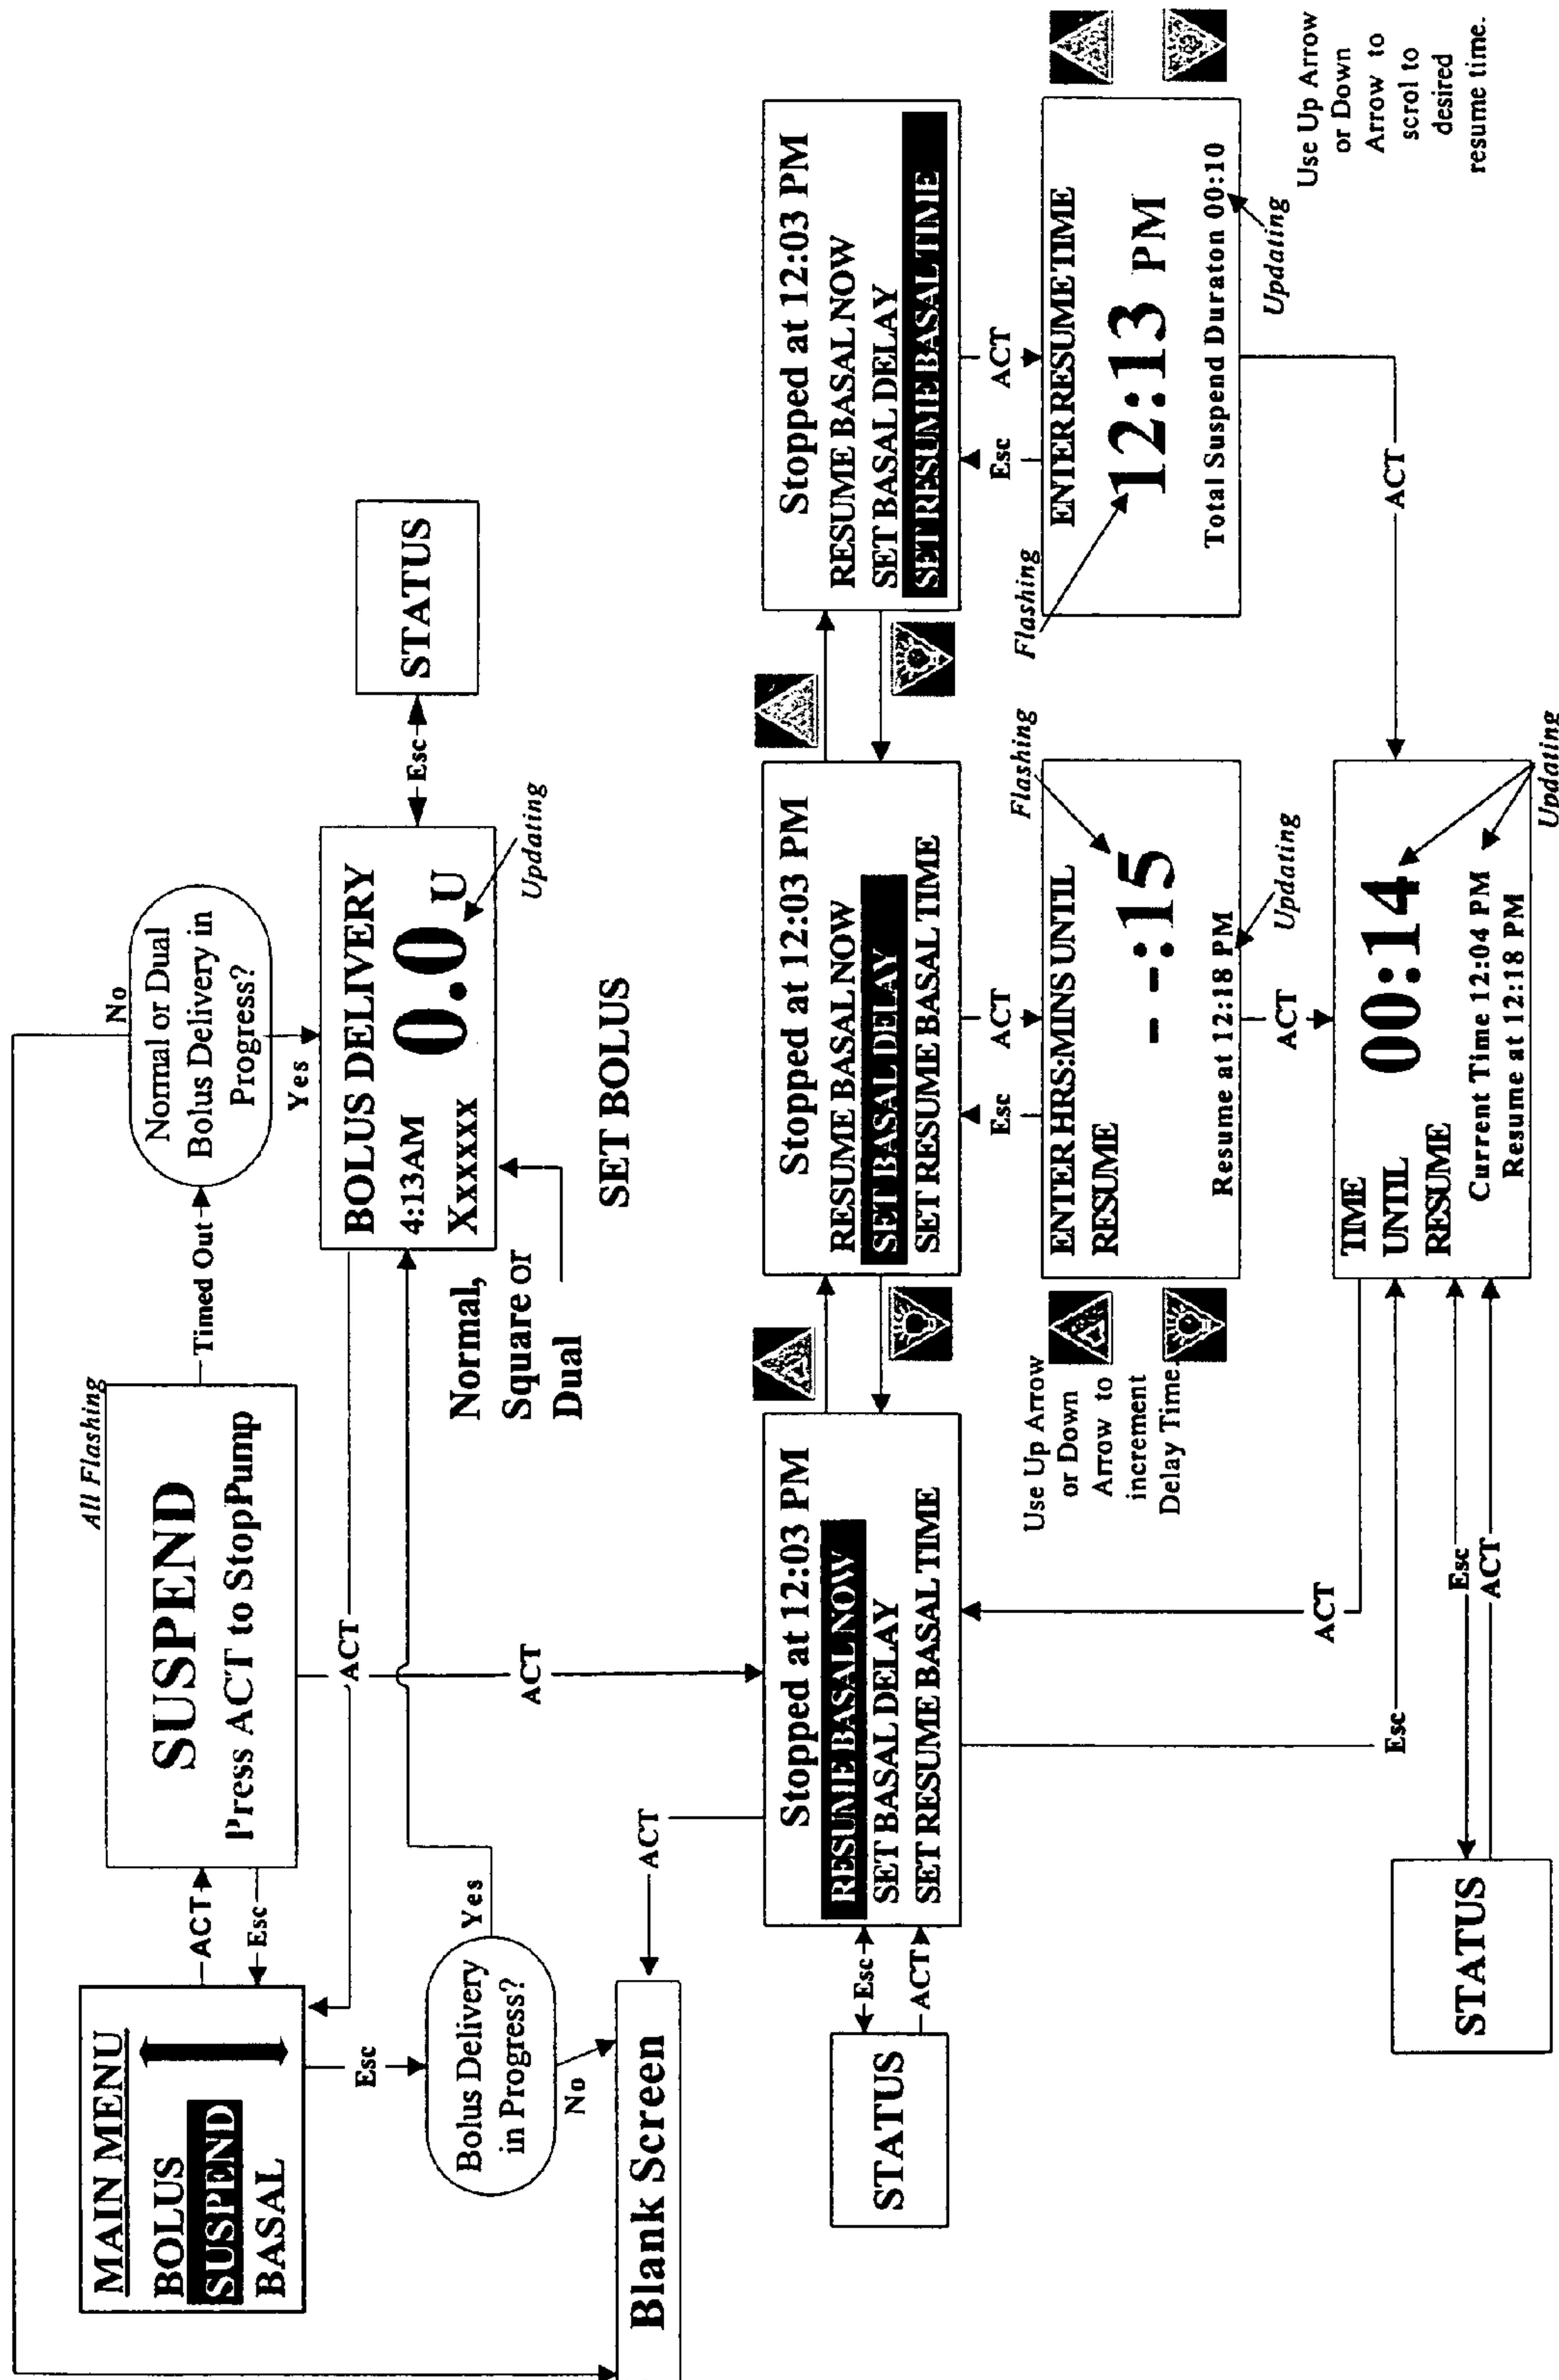 MAIN MENU
BOLUS
SUSPEND
BASAL
ACT
Esc
All Flashing
SUSPEND
Press ACT to StopPump
Timed Out
Normal or Dual
Bolus Delivery in
Progress?
No
Yes
Esc
Bolus Delivery
in Progress?
Yes
No
ACT
BOLUS DELIVERY
4:13AM
0.0 U
XXXXXX
Updating
Esc
STATUS
Normal,
Square or
Dual
SET BOLUS
Blank Screen
ACT
ACT
Stopped at 12:03 PM
RESUME BASAL NOW
SET BASAL DELAY
SET RESUME BASAL TIME
Esc
ACT
STATUS
Stopped at 12:03 PM
RESUME BASAL NOW
SET BASAL DELAY
SET RESUME BASAL TIME
Stopped at 12:03 PM
RESUME BASAL NOW
SET BASAL DELAY
SET RESUME BASAL TIME
Esc
ACT
Esc
ACT
Use Up Arrow
or Down
Arrow to
increment
Delay Time.
ENTER HRS:MINS UNTIL
RESUME
- -:15
Resume at 12:18 PM
Flashing
Updating
Flashing
ENTER RESUME TIME
12:13 PM
Total Suspend Duraton 00:10
Updating
Use Up Arrow
or Down
Arrow to
scrol to
desired
resume time.
ACT
ACT
ACT
Esc
TIME
UNTIL
RESUME
00:14
Current Time 12:04 PM
Resume at 12:18 PM
Updating
Esc
ACT
STATUS